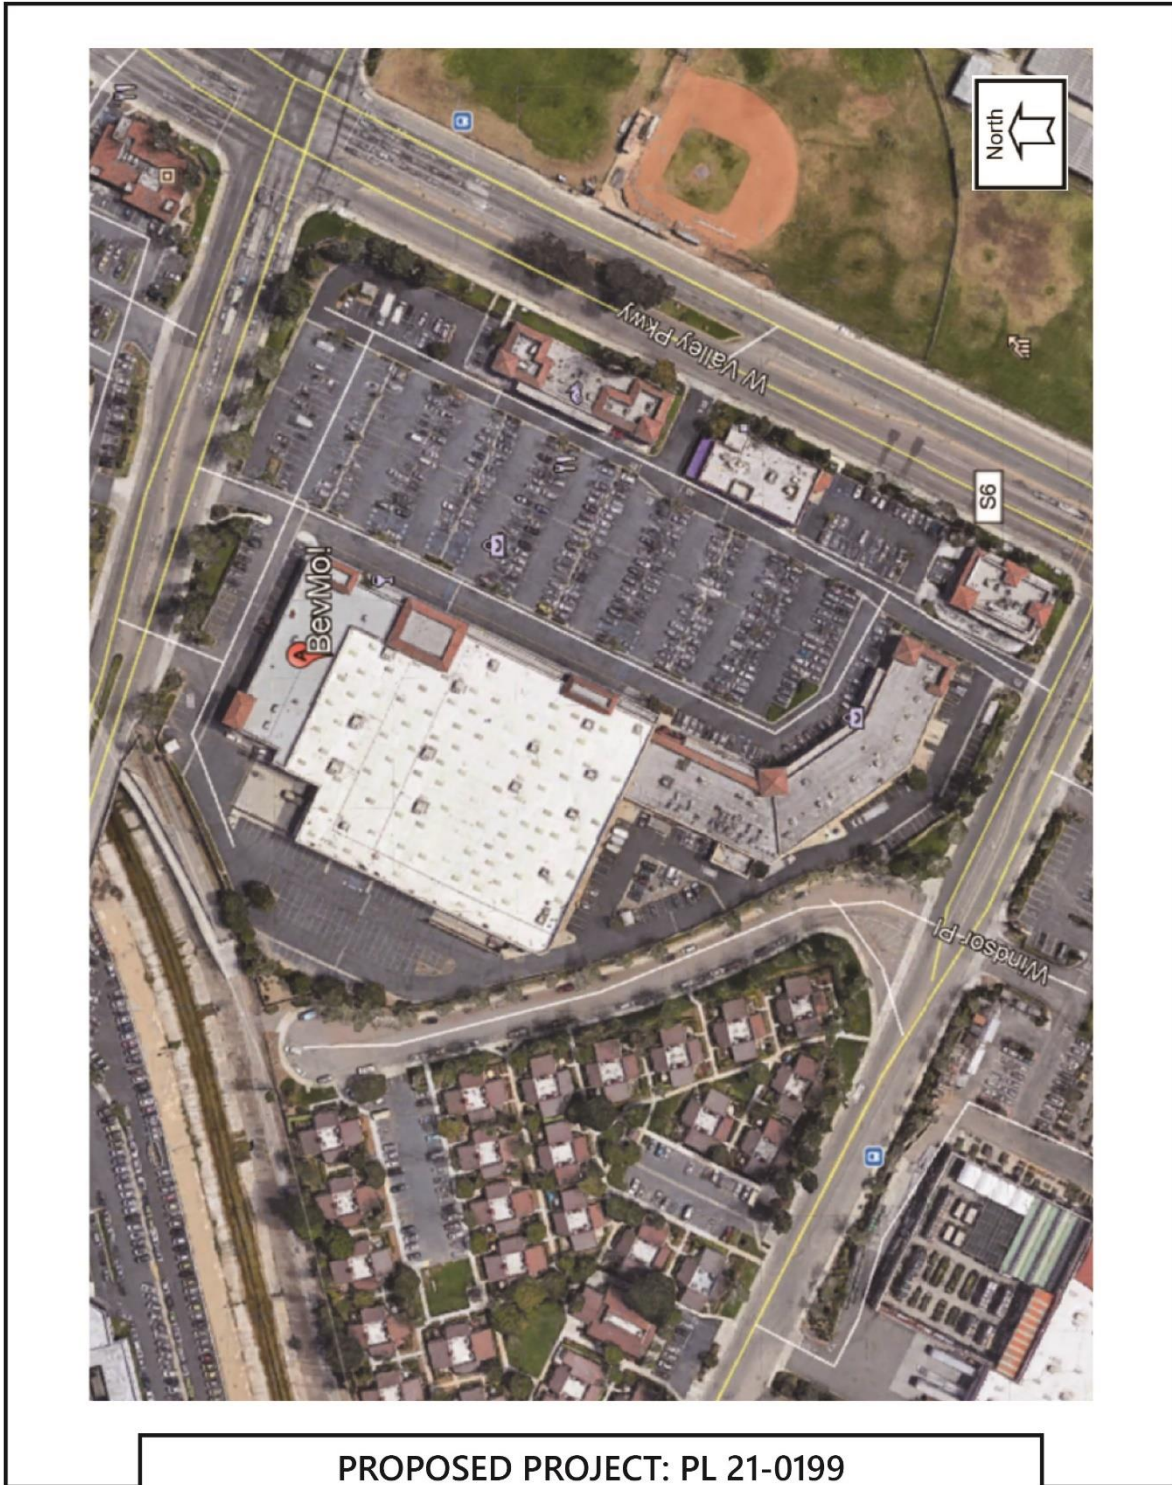 North
W Valley Pkwy
S6
BevMo!
A
Windsor Pl
PROPOSED PROJECT: PL 21-0199